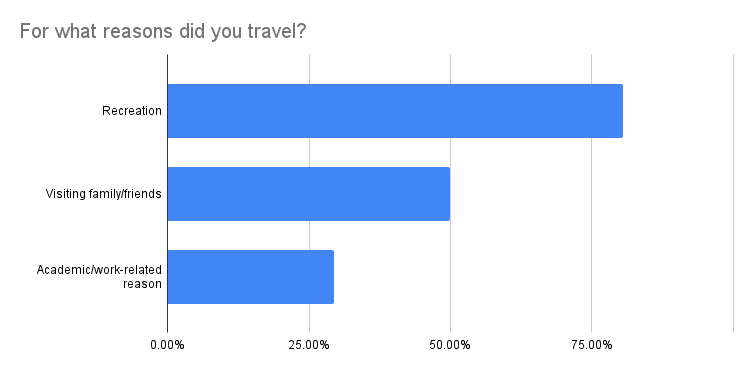 For what reasons did you travel?
Recreation
Visiting family/friends
Academic/work-related
reason
0.00% 25.00% 50.00% 75.00%